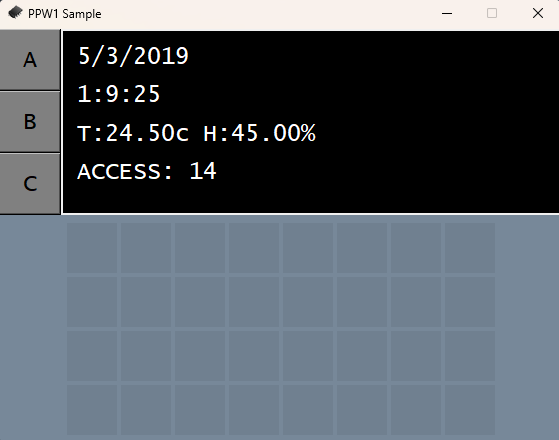 PPW1 Sample
A
B
C
5/3/2019
1:9:25
T:24.50c H:45.00%
ACCESS: 14